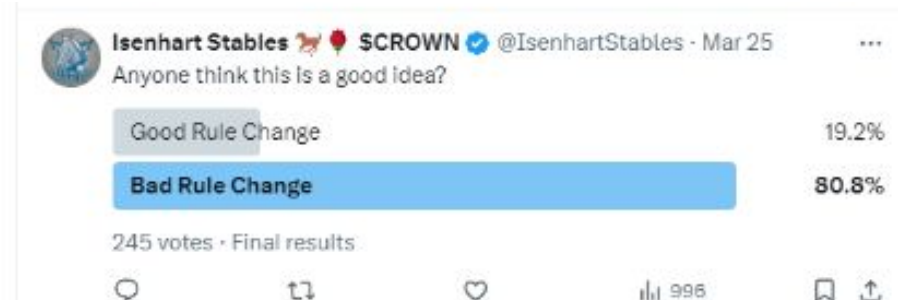 Isenhart Stables 🐎🌹 $CROWN @IsenhartStables · Mar 25
Anyone think this is a good idea?
Good Rule Change 19.2%
Bad Rule Change 80.8%
245 votes · Final results
996